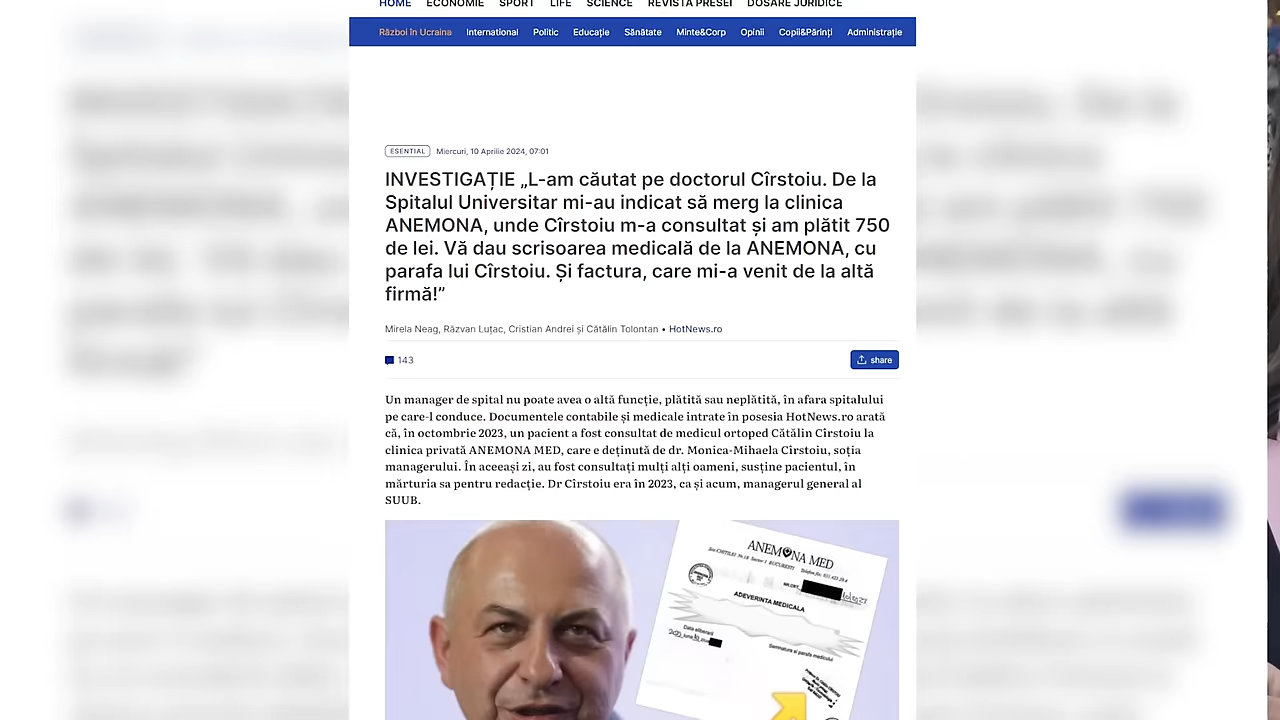 HOME ECONOMIE SPORT LIFE SCIENCE REVISTA PRESEI DOSARE JURIDICE
Război în Ucraina International Politic Educație Sănătate Minte&Corp Opinii Copii&Părinți Administrație
ESENTIAL Miercuri, 10 Aprilie 2024, 07:01
INVESTIGAȚIE „L-am căutat pe doctorul Cîrstoiu. De la
Spitalul Universitar mi-au indicat să merg la clinica
ANEMONA, unde Cîrstoiu m-a consultat și am plătit 750
de lei. Vă dau scrisoarea medicală de la ANEMONA, cu
parafa lui Cîrstoiu. Și factura, care mi-a venit de la altă
firmă!”
Mirela Neag, Răzvan Luțac, Cristian Andrei și Cătălin Tolontan • HotNews.ro
143
share
Un manager de spital nu poate avea o altă funcție, plătită sau neplătită, în afara spitalului
pe care-l conduce. Documentele contabile și medicale intrate în posesia HotNews.ro arată
că, în octombrie 2023, un pacient a fost consultat de medicul ortoped Cătălin Cîrstoiu la
clinica privată ANEMONA MED, care e deținută de dr. Monica-Mihaela Cîrstoiu, soția
managerului. În aceeași zi, au fost consultați mulți alți oameni, susține pacientul, în
mărturia sa pentru redacție. Dr Cîrstoiu era în 2023, ca și acum, managerul general al
SUUB.
ANEMONA MED
ADEVERINTA MEDICALA
Data eliberarii
Semnatura si parafa medicului